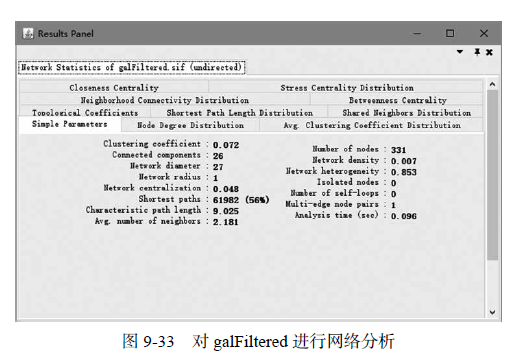 Results Panel
Network Statistics of galFiltered.sif (undirected)
Closeness Centrality Stress Centrality Distribution
Neighborhood Connectivity Distribution Betweenness Centrality
Topological Coefficients Shortest Path Length Distribution Shared Neighbors Distribution
Simple Parameters Node Degree Distribution Avg. Clustering Coefficient Distribution
Clustering coefficient : 0.072
Connected components : 26
Network diameter : 27
Network radius : 1
Network centralization : 0.048
Shortest paths : 61982 (56%)
Characteristic path length : 9.025
Avg. number of neighbors : 2.181
Number of nodes : 331
Network density : 0.007
Network heterogeneity : 0.853
Isolated nodes : 0
Number of self-loops : 0
Multi-edge node pairs : 1
Analysis time (sec) : 0.096
图 9-33 对 galFiltered 进行网络分析